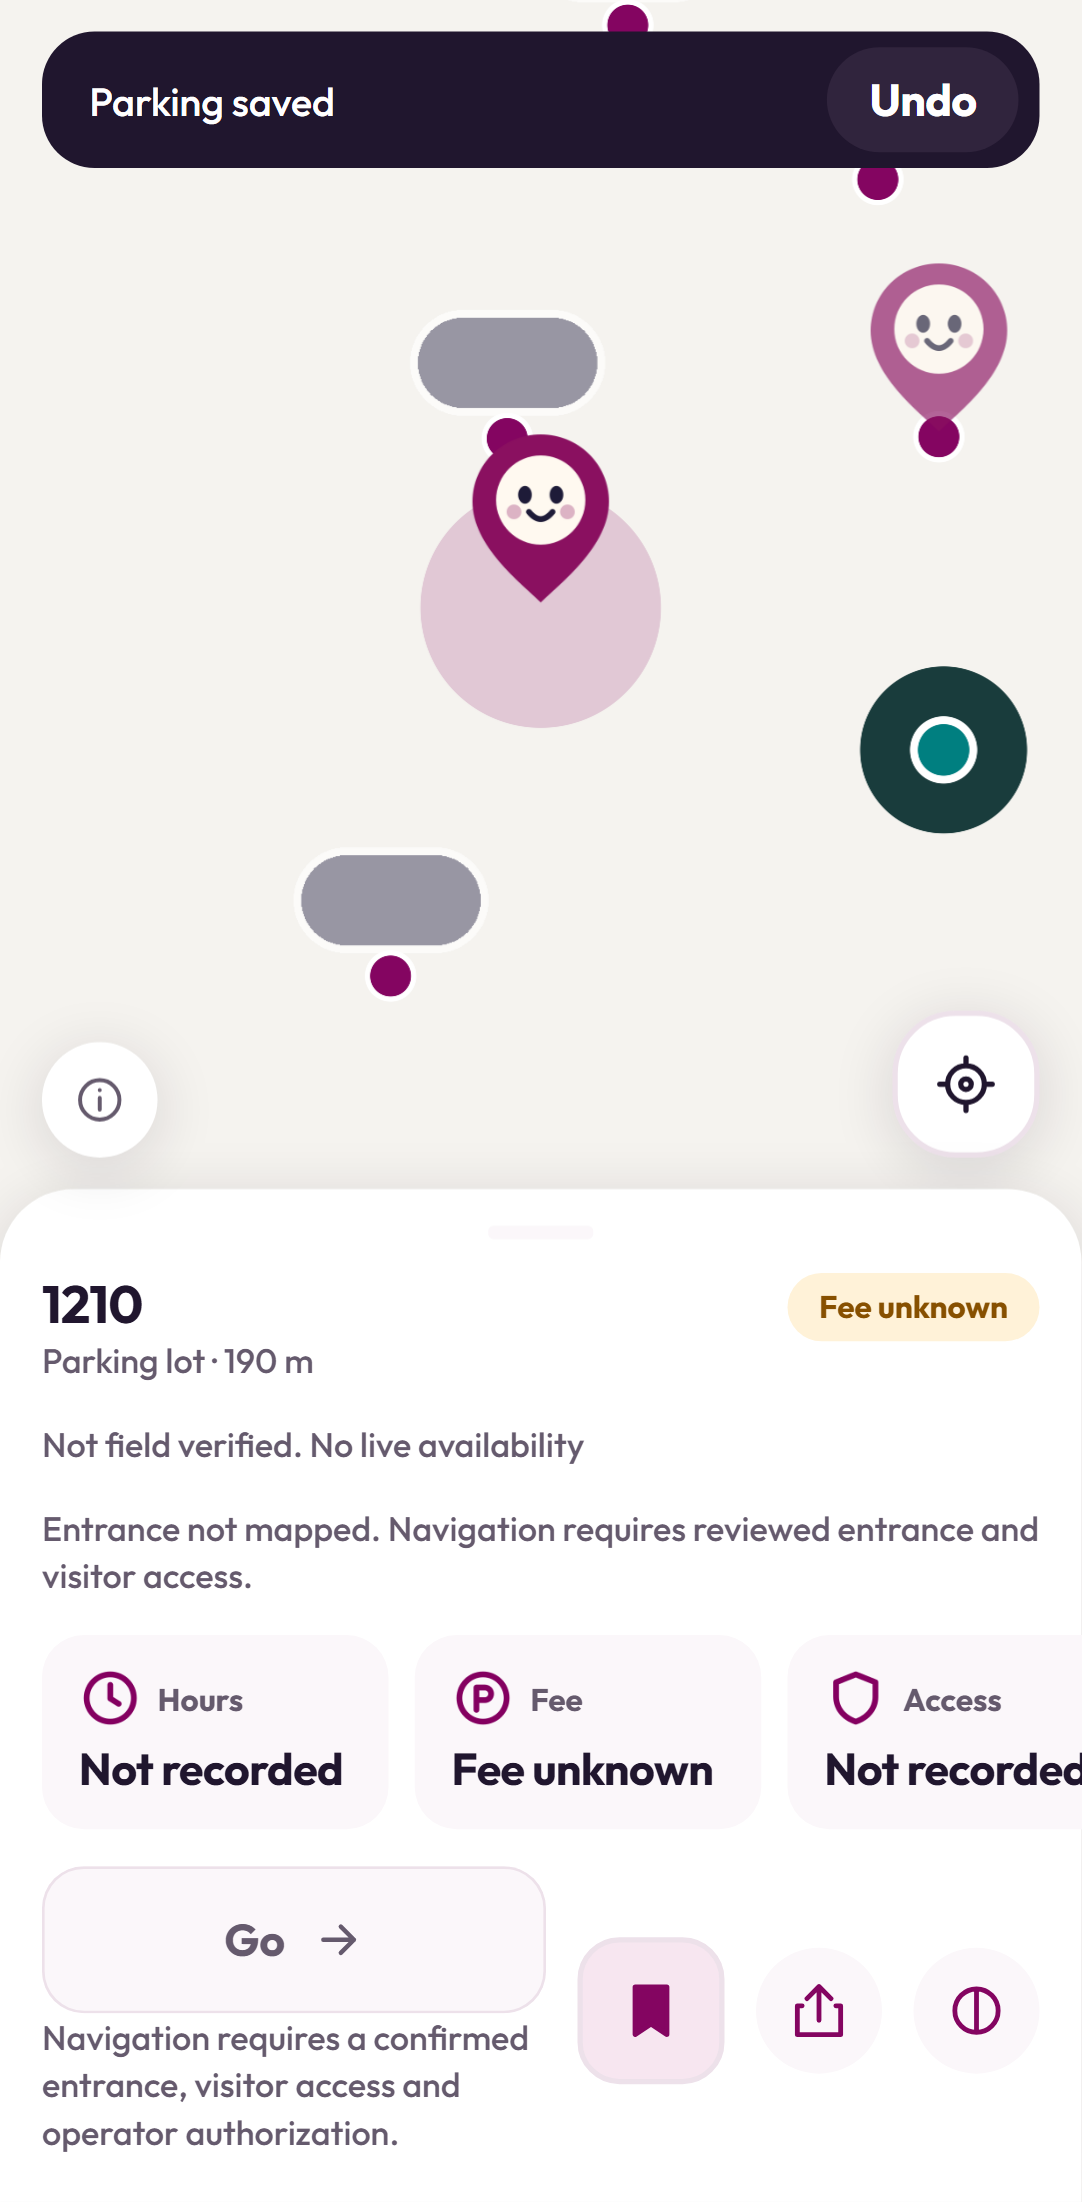 Parking saved
Undo
1210
Fee unknown
Parking lot · 190 m
Not field verified. No live availability
Entrance not mapped. Navigation requires reviewed entrance and
visitor access.
Hours
Not recorded
Fee
Fee unknown
Access
Not recorded
Go
Navigation requires a confirmed
entrance, visitor access and
operator authorization.